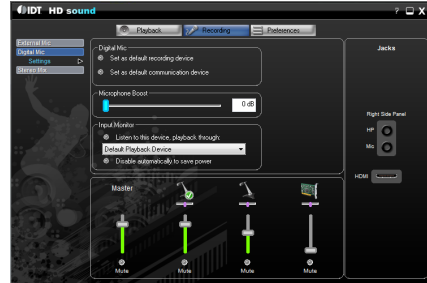 IDT HD sound
? X
Playback Recording Preferences
External Mic
Digital Mic
Settings
Stereo Mix
Digital Mic
Set as default recording device
Set as default communication device
Microphone Boost
0 dB
Input Monitor
Listen to this device, playback through:
Default Playback Device
Disable automatically to save power
Master
Mute Mute Mute Mute
Jacks
Right Side Panel
HP
Mic
HDMI